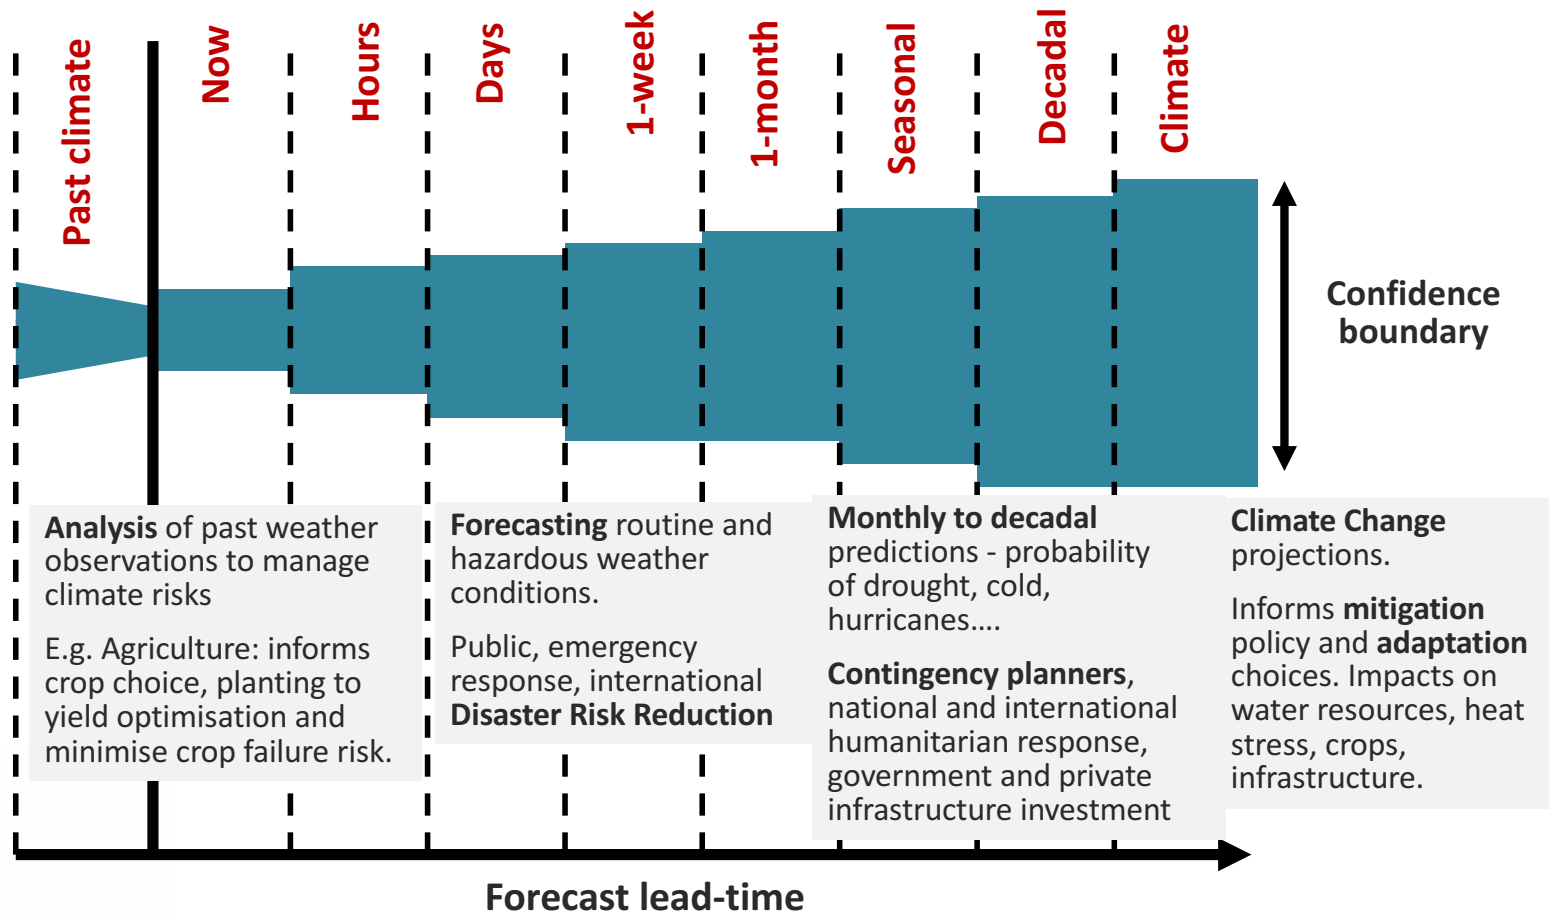 Past climate
Now
Hours
Days
1-week
1-month
Seasonal
Decadal
Climate
Confidence
boundary
Analysis of past weather
observations to manage
climate risks
E.g. Agriculture: informs
crop choice, planting to
yield optimisation and
minimise crop failure risk.
Forecasting routine and
hazardous weather
conditions.
Public, emergency
response, international
Disaster Risk Reduction
Monthly to decadal
predictions - probability
of drought, cold,
hurricanes....
Contingency planners,
national and international
humanitarian response,
government and private
infrastructure investment
Climate Change
projections.
Informs mitigation
policy and adaptation
choices. Impacts on
water resources, heat
stress, crops,
infrastructure.
Forecast lead-time